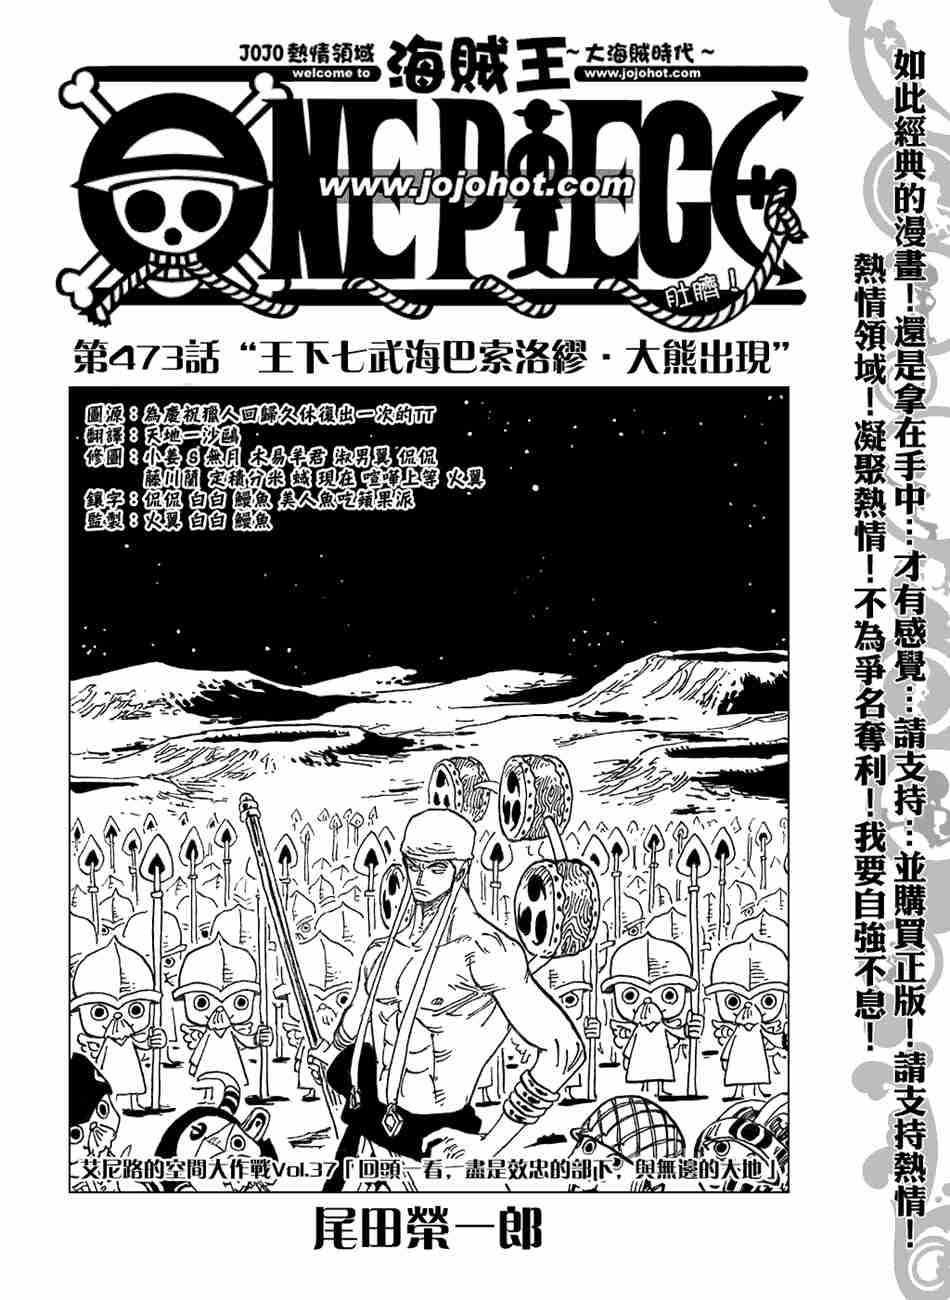 JOJO熱情領域 海賊王 ~大海賊時代~
welcome to www.jojohot.com
ONE PIECE
www.jojohot.com
肚臍！
第473話“王下七武海巴索洛繆·大熊出現”
圖源：為慶祝獵人回歸久休復出一次的TT
翻譯：天地一沙鷗
修圖：小姜 G 無月 木易羊君 淑男翼 侃侃
藤川蘭 定積分米 蛾 現在 喧嘩上等 火翼
鑲字：侃侃 白白 鰻魚 美人魚吃蘋果派
監製：火翼 白白 鰻魚
艾尼路的空間大作戰Vol.37「回頭一看，盡是效忠的部下，與無邊的大地」
尾田榮一郎
如此經典的漫畫！還是拿在手中…才有感覺…請支持…並購買正版！請支持熱情！
熱情領域！凝聚熱情！不為爭名奪利！我要自強不息！